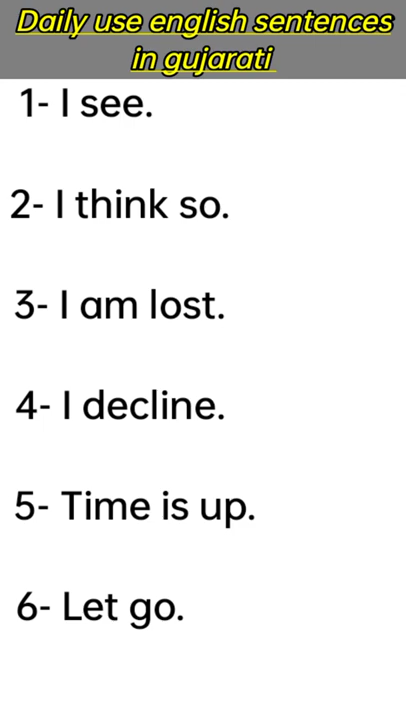 Daily use english sentences
in gujarati
1- I see.
2- I think so.
3- I am lost.
4- I decline.
5- Time is up.
6- Let go.